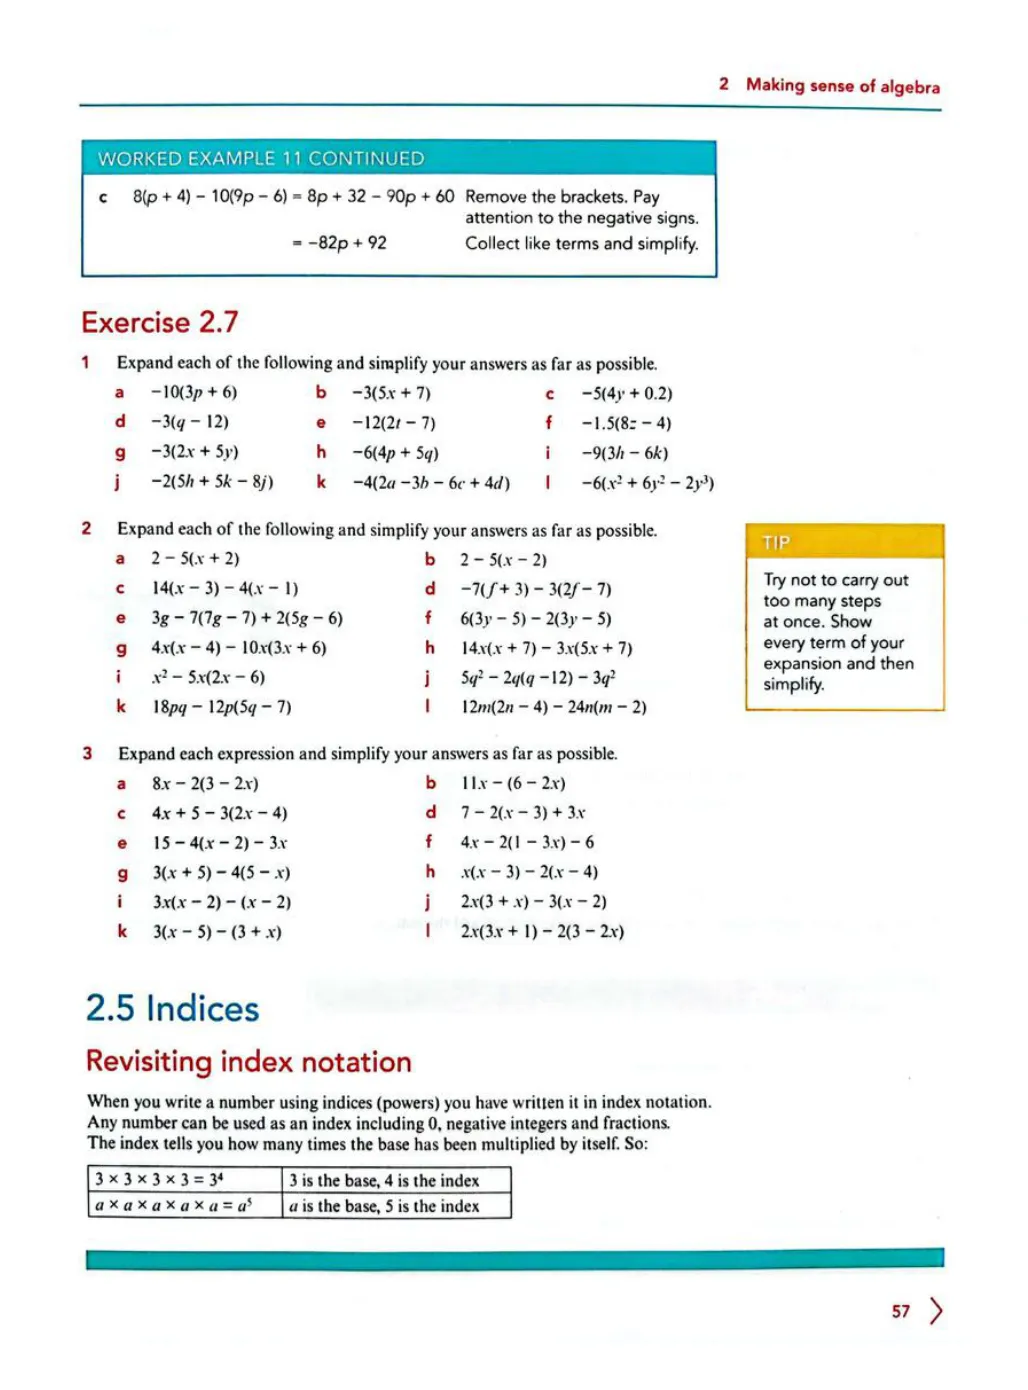 2 Making sense of algebra
WORKED EXAMPLE 11 CONTINUED
c 8(p + 4) − 10(9p − 6) = 8p + 32 − 90p + 60 Remove the brackets. Pay
attention to the negative signs.
= −82p + 92 Collect like terms and simplify.
Exercise 2.7
1 Expand each of the following and simplify your answers as far as possible.
a −10(3p + 6) b −3(5x + 7) c −5(4y + 0.2)
d −3(q − 12) e −12(2t − 7) f −1.5(8z − 4)
g −3(2x + 5y) h −6(4p + 5q) i −9(3h − 6k)
j −2(5h + 5k − 8j) k −4(2a −3b − 6c + 4d) l −6(x² + 6y² − 2y³)
2 Expand each of the following and simplify your answers as far as possible.
a 2 − 5(x + 2) b 2 − 5(x − 2)
c 14(x − 3) − 4(x − 1) d −7(f + 3) − 3(2f − 7)
e 3g − 7(7g − 7) + 2(5g − 6) f 6(3y − 5) − 2(3y − 5)
g 4x(x − 4) − 10x(3x + 6) h 14x(x + 7) − 3x(5x + 7)
i x² − 5x(2x − 6) j 5q² − 2q(q −12) − 3q²
k 18pq − 12p(5q − 7) l 12m(2n − 4) − 24n(m − 2)
TIP
Try not to carry out
too many steps
at once. Show
every term of your
expansion and then
simplify.
3 Expand each expression and simplify your answers as far as possible.
a 8x − 2(3 − 2x) b 11x − (6 − 2x)
c 4x + 5 − 3(2x − 4) d 7 − 2(x − 3) + 3x
e 15 − 4(x − 2) − 3x f 4x − 2(1 − 3x) − 6
g 3(x + 5) − 4(5 − x) h x(x − 3) − 2(x − 4)
i 3x(x − 2) − (x − 2) j 2x(3 + x) − 3(x − 2)
k 3(x − 5) − (3 + x) l 2x(3x + 1) − 2(3 − 2x)
2.5 Indices
Revisiting index notation
When you write a number using indices (powers) you have written it in index notation.
Any number can be used as an index including 0, negative integers and fractions.
The index tells you how many times the base has been multiplied by itself. So:
3 × 3 × 3 × 3 = 3⁴ 3 is the base, 4 is the index
a × a × a × a × a = a⁵ a is the base, 5 is the index
57